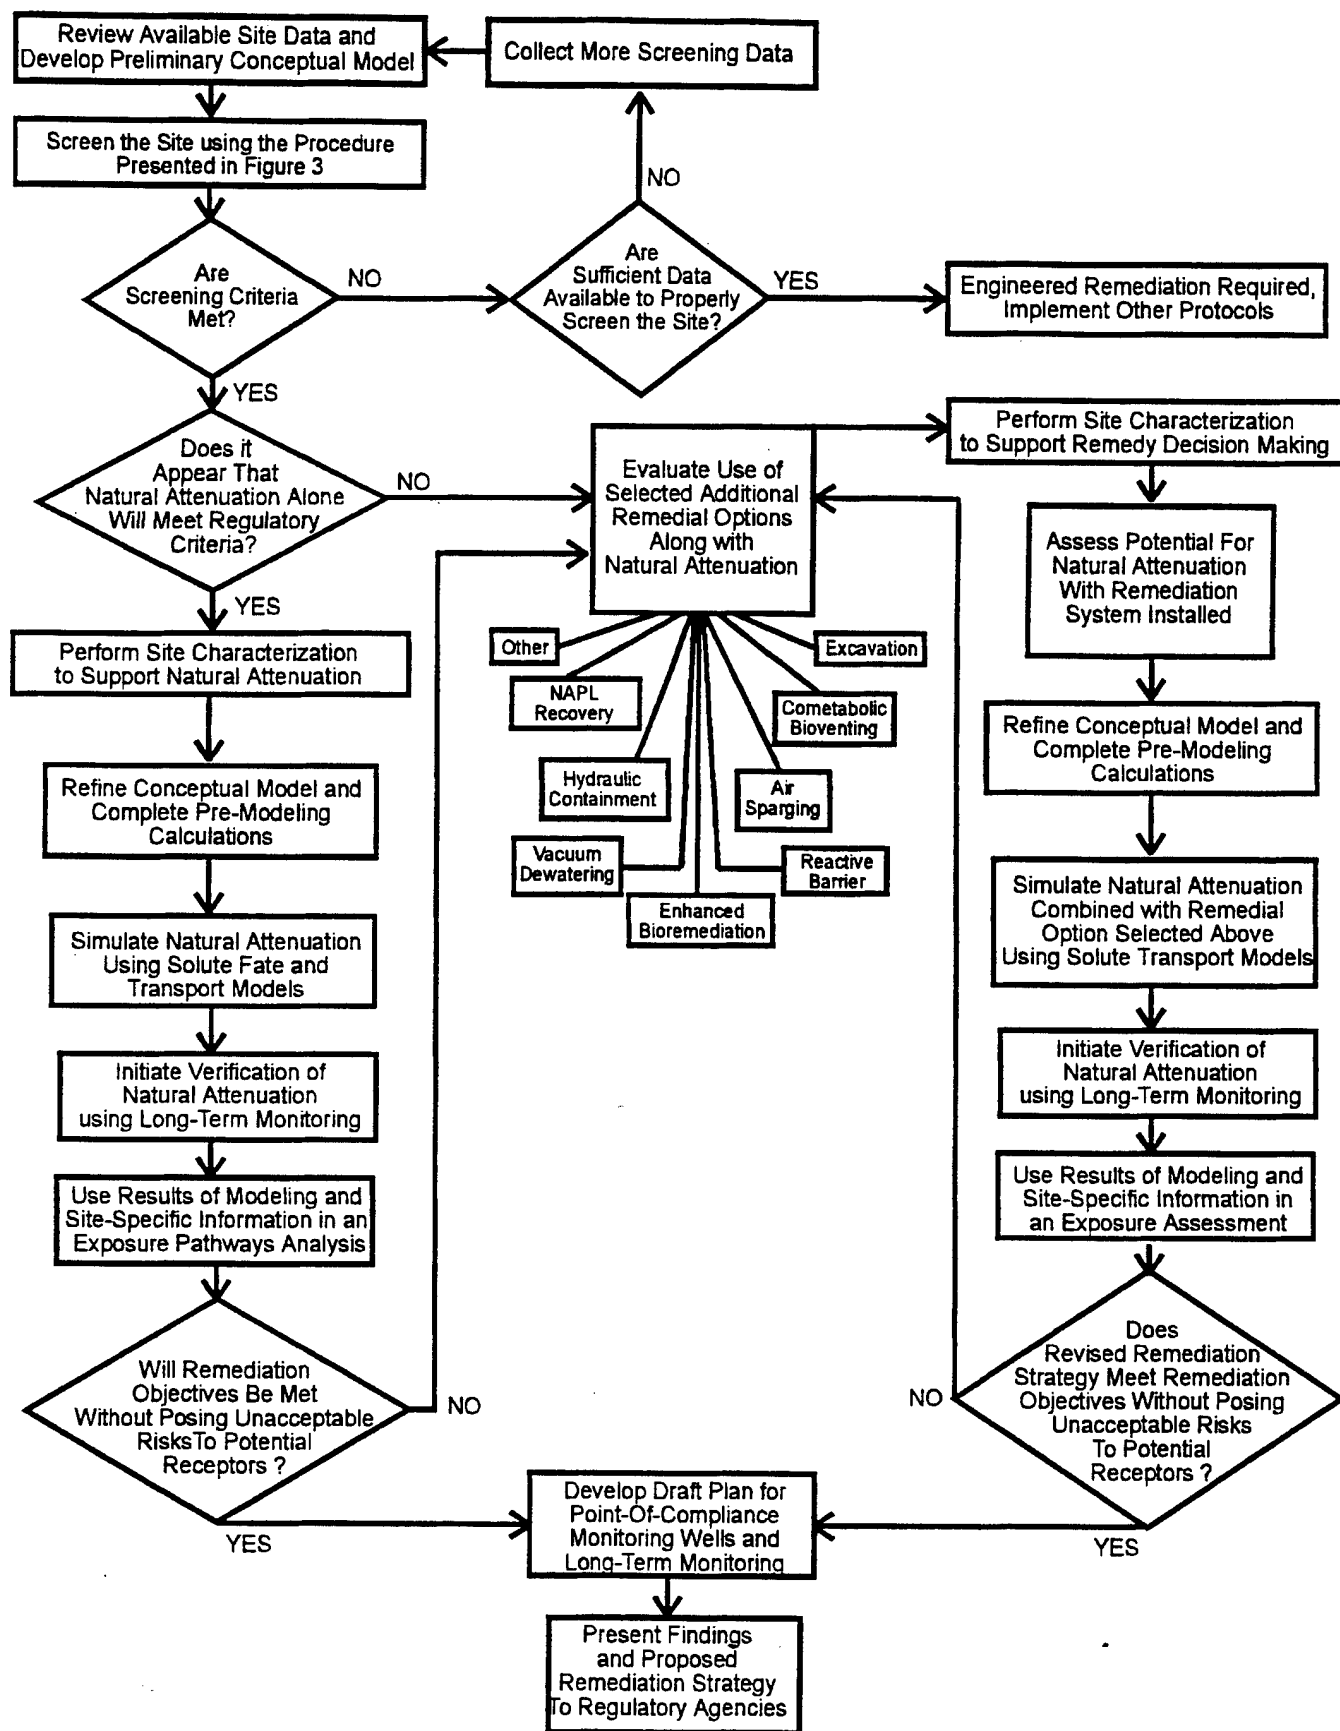 Review Available Site Data and
Develop Preliminary Conceptual Model
Collect More Screening Data
Screen the Site using the Procedure
Presented in Figure 3
NO
Are
Screening Criteria
Met?
NO
Are
Sufficient Data
Available to Properly
Screen the Site?
YES
Engineered Remediation Required,
Implement Other Protocols
YES
Does it
Appear That
Natural Attenuation Alone
Will Meet Regulatory
Criteria?
NO
Evaluate Use of
Selected Additional
Remedial Options
Along with
Natural Attenuation
Perform Site Characterization
to Support Remedy Decision Making
Assess Potential For
Natural Attenuation
With Remediation
System Installed
YES
Perform Site Characterization
to Support Natural Attenuation
Other
Excavation
NAPL
Recovery
Cometabolic
Bioventing
Hydraulic
Containment
Air
Sparging
Vacuum
Dewatering
Reactive
Barrier
Enhanced
Bioremediation
Refine Conceptual Model and
Complete Pre-Modeling
Calculations
Refine Conceptual Model and
Complete Pre-Modeling
Calculations
Simulate Natural Attenuation
Using Solute Fate and
Transport Models
Simulate Natural Attenuation
Combined with Remedial
Option Selected Above
Using Solute Transport Models
Initiate Verification of
Natural Attenuation
using Long-Term Monitoring
Initiate Verification of
Natural Attenuation
using Long-Term Monitoring
Use Results of Modeling and
Site-Specific Information in an
Exposure Pathways Analysis
Use Results of Modeling and
Site-Specific Information in
an Exposure Assessment
Will Remediation
Objectives Be Met
Without Posing Unacceptable
RisksTo Potential
Receptors ?
NO
NO
Does
Revised Remediation
Strategy Meet Remediation
Objectives Without Posing
Unacceptable Risks
To Potential
Receptors ?
YES
Develop Draft Plan for
Point-Of-Compliance
Monitoring Wells and
Long-Term Monitoring
YES
Present Findings
and Proposed
Remediation Strategy
To Regulatory Agencies